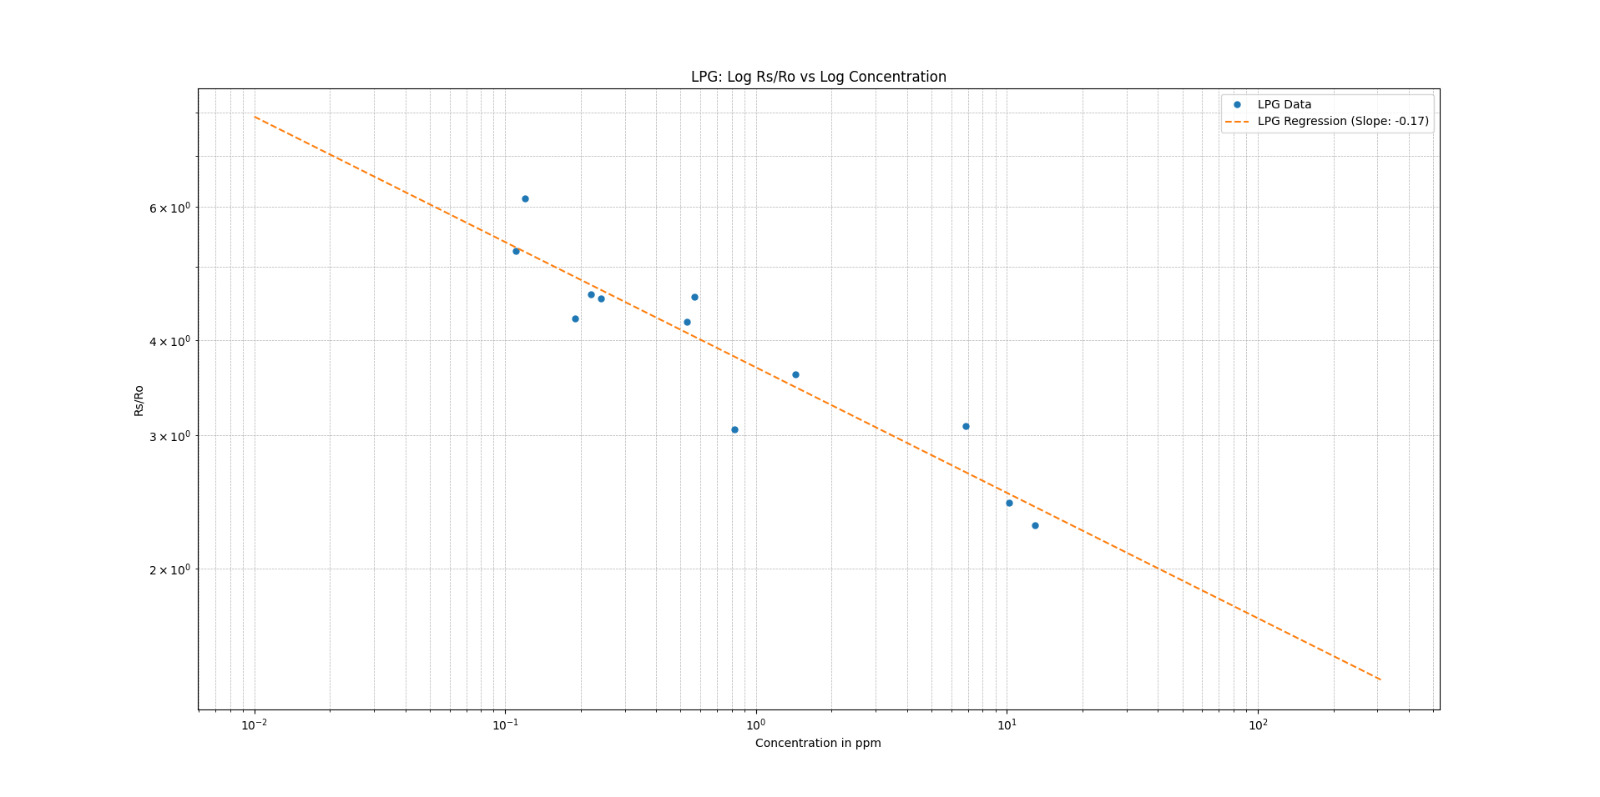 LPG: Log Rs/Ro vs Log Concentration
LPG Data
LPG Regression (Slope: -0.17)
6 × 10⁰
4 × 10⁰
3 × 10⁰
2 × 10⁰
Rs/Ro
10⁻² 10⁻¹ 10⁰ 10¹ 10²
Concentration in ppm